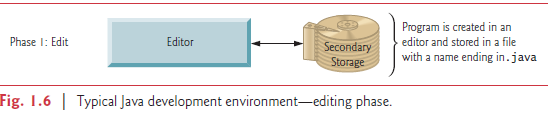 Phase 1: Edit
Editor
Secondary
Storage
Program is created in an
editor and stored in a file
with a name ending in .java
Fig. 1.6 | Typical Java development environment—editing phase.